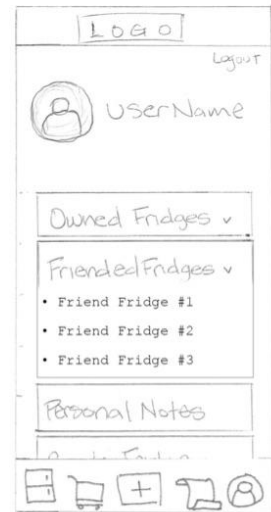 LOGO
Logout
UserName
Owned Fridges v
Friended Fridges v
• Friend Fridge #1
• Friend Fridge #2
• Friend Fridge #3
Personal Notes